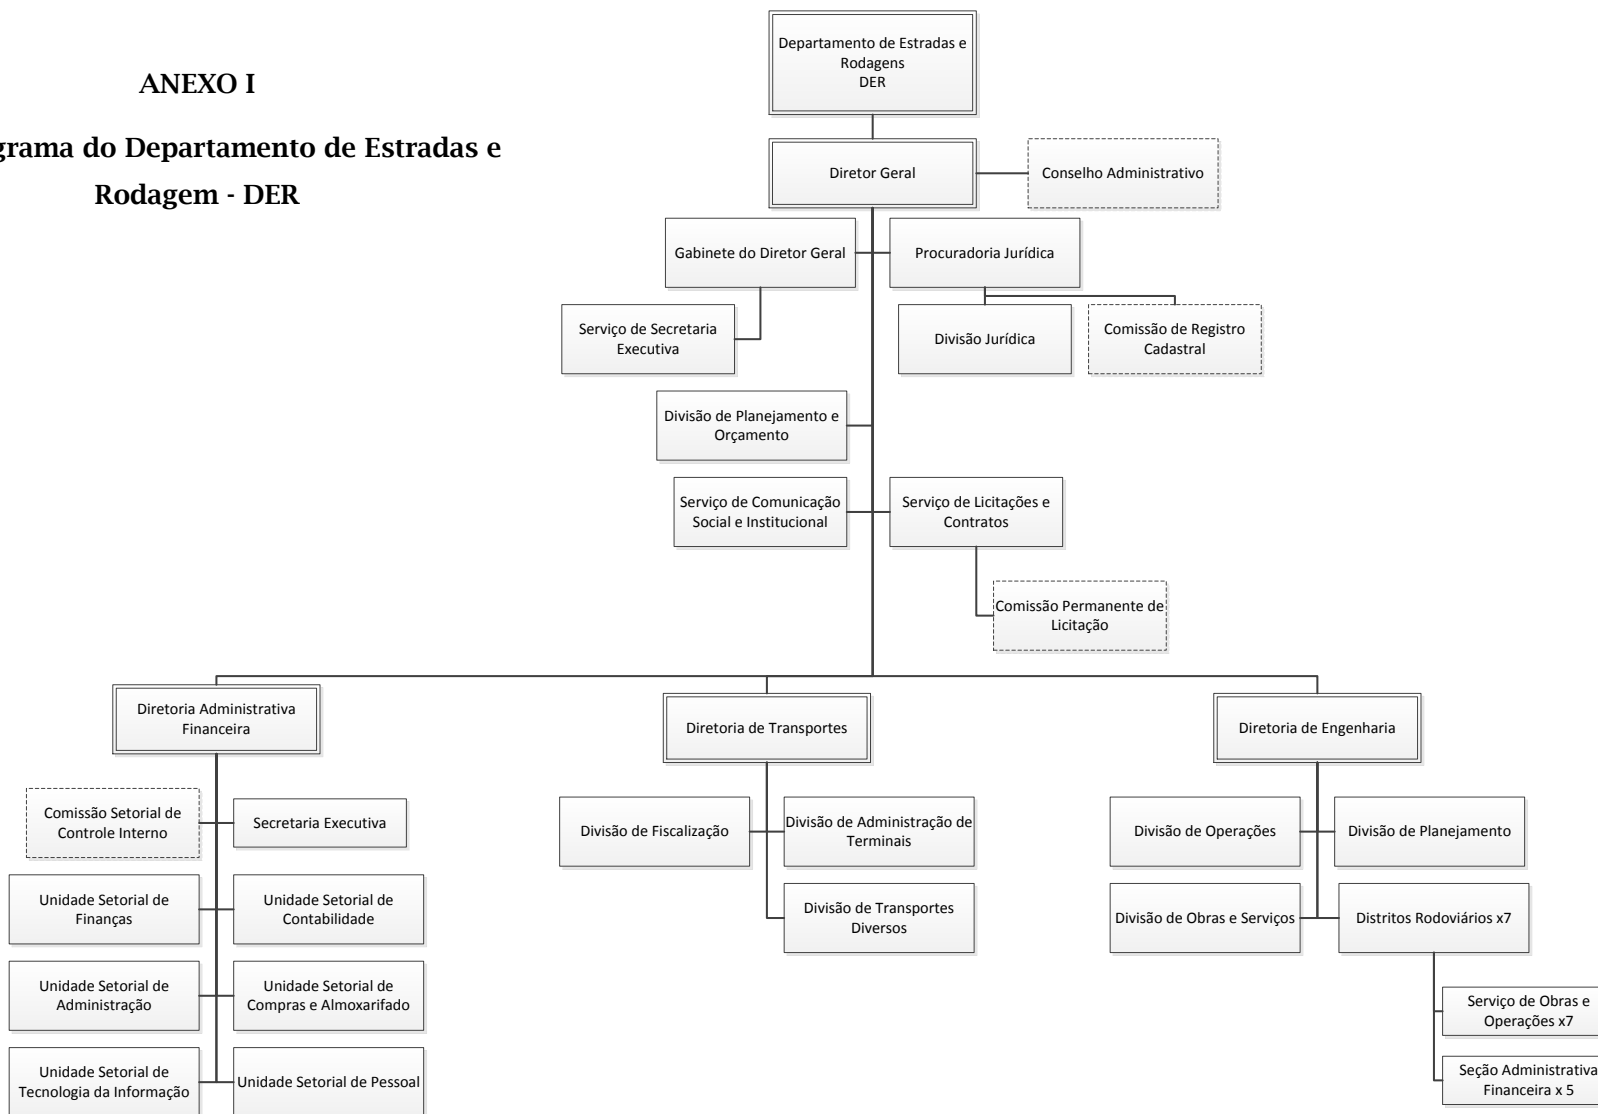 ANEXO I
grama do Departamento de Estradas e
Rodagem - DER
Departamento de Estradas e
Rodagens
DER
Diretor Geral
Conselho Administrativo
Gabinete do Diretor Geral
Procuradoria Jurídica
Serviço de Secretaria
Executiva
Divisão Jurídica
Comissão de Registro
Cadastral
Divisão de Planejamento e
Orçamento
Serviço de Comunicação
Social e Institucional
Serviço de Licitações e
Contratos
Comissão Permanente de
Licitação
Diretoria Administrativa
Financeira
Diretoria de Transportes
Diretoria de Engenharia
Comissão Setorial de
Controle Interno
Secretaria Executiva
Unidade Setorial de
Finanças
Unidade Setorial de
Contabilidade
Unidade Setorial de
Administração
Unidade Setorial de
Compras e Almoxarifado
Unidade Setorial de
Tecnologia da Informação
Unidade Setorial de Pessoal
Divisão de Fiscalização
Divisão de Administração de
Terminais
Divisão de Transportes
Diversos
Divisão de Operações
Divisão de Planejamento
Divisão de Obras e Serviços
Distritos Rodoviários x7
Serviço de Obras e
Operações x7
Seção Administrativa
Financeira x 5